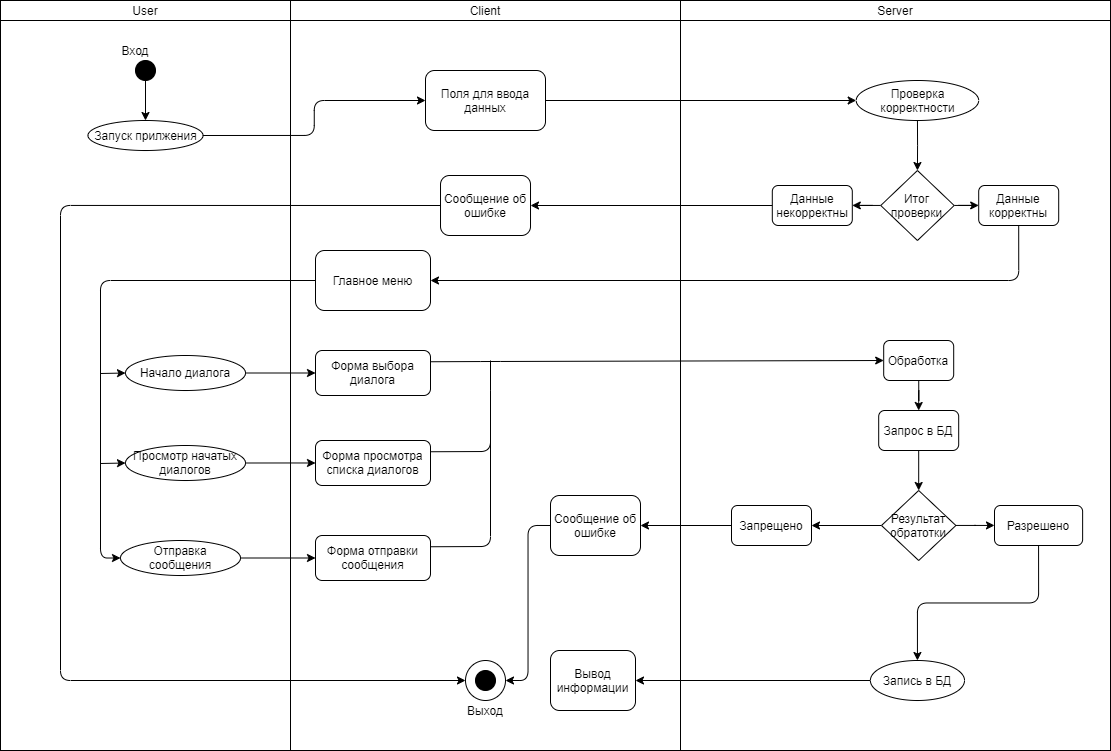 User
Client
Server
Вход
Запуск прилжения
Поля для ввода
данных
Проверка
корректности
Сообщение об
ошибке
Данные
некорректны
Итог
проверки
Данные
корректны
Главное меню
Начало диалога
Форма выбора
диалога
Обработка
Запрос в БД
Просмотр начатых
диалогов
Форма просмотра
списка диалогов
Сообщение об
ошибке
Запрещено
Результат
обратотки
Разрешено
Отправка
сообщения
Форма отправки
сообщения
Выход
Вывод
информации
Запись в БД